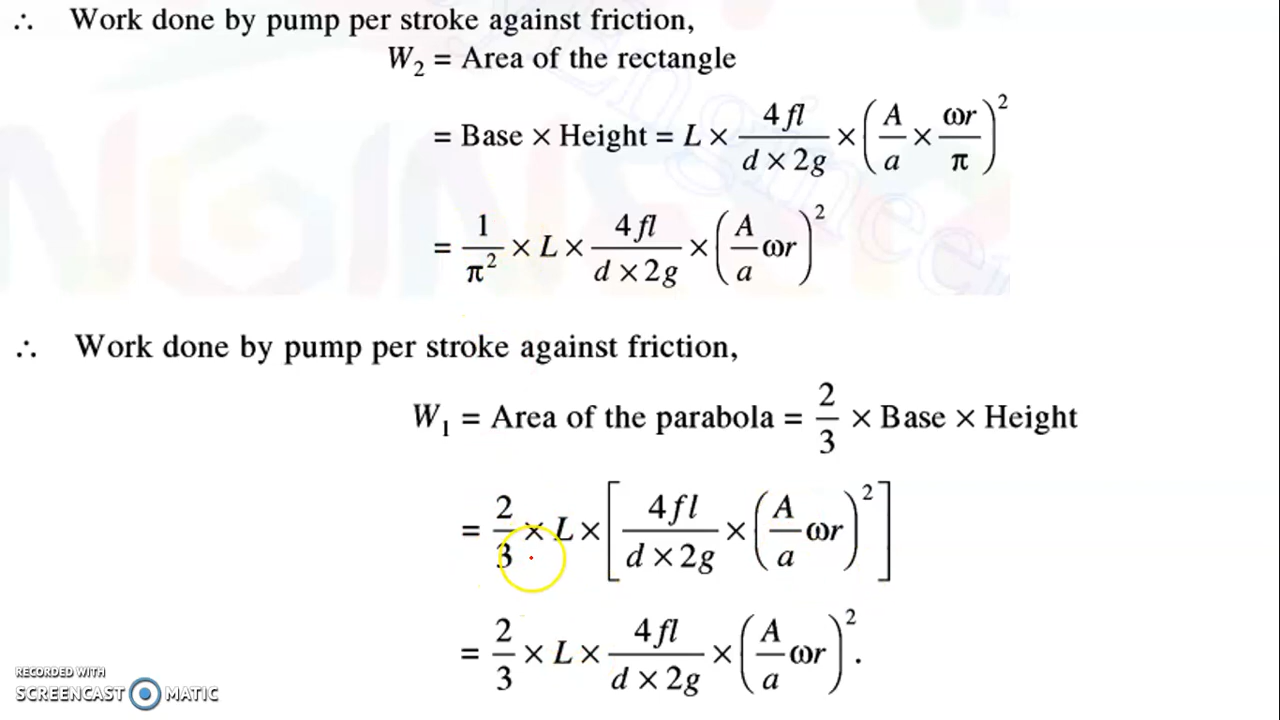 ∴ Work done by pump per stroke against friction,
W₂ = Area of the rectangle
= Base × Height = L × 4fl / (d × 2g) × (A/a × ωr/π)²
= 1/π² × L × 4fl / (d × 2g) × (A/a ωr)²
∴ Work done by pump per stroke against friction,
W₁ = Area of the parabola = 2/3 × Base × Height
= 2/3 × L × [4fl / (d × 2g) × (A/a ωr)²]
= 2/3 × L × 4fl / (d × 2g) × (A/a ωr)².
RECORDED WITH
SCREENCAST MATIC